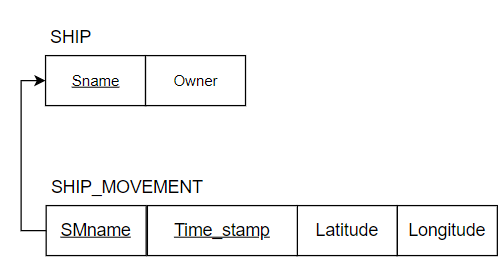 SHIP
Sname Owner
SHIP_MOVEMENT
SMname Time_stamp Latitude Longitude